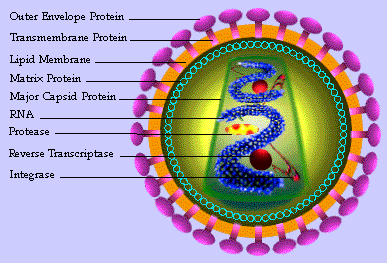 Outer Envelope Protein
Transmembrane Protein
Lipid Membrane
Matrix Protein
Major Capsid Protein
RNA
Protease
Reverse Transcriptase
Integrase